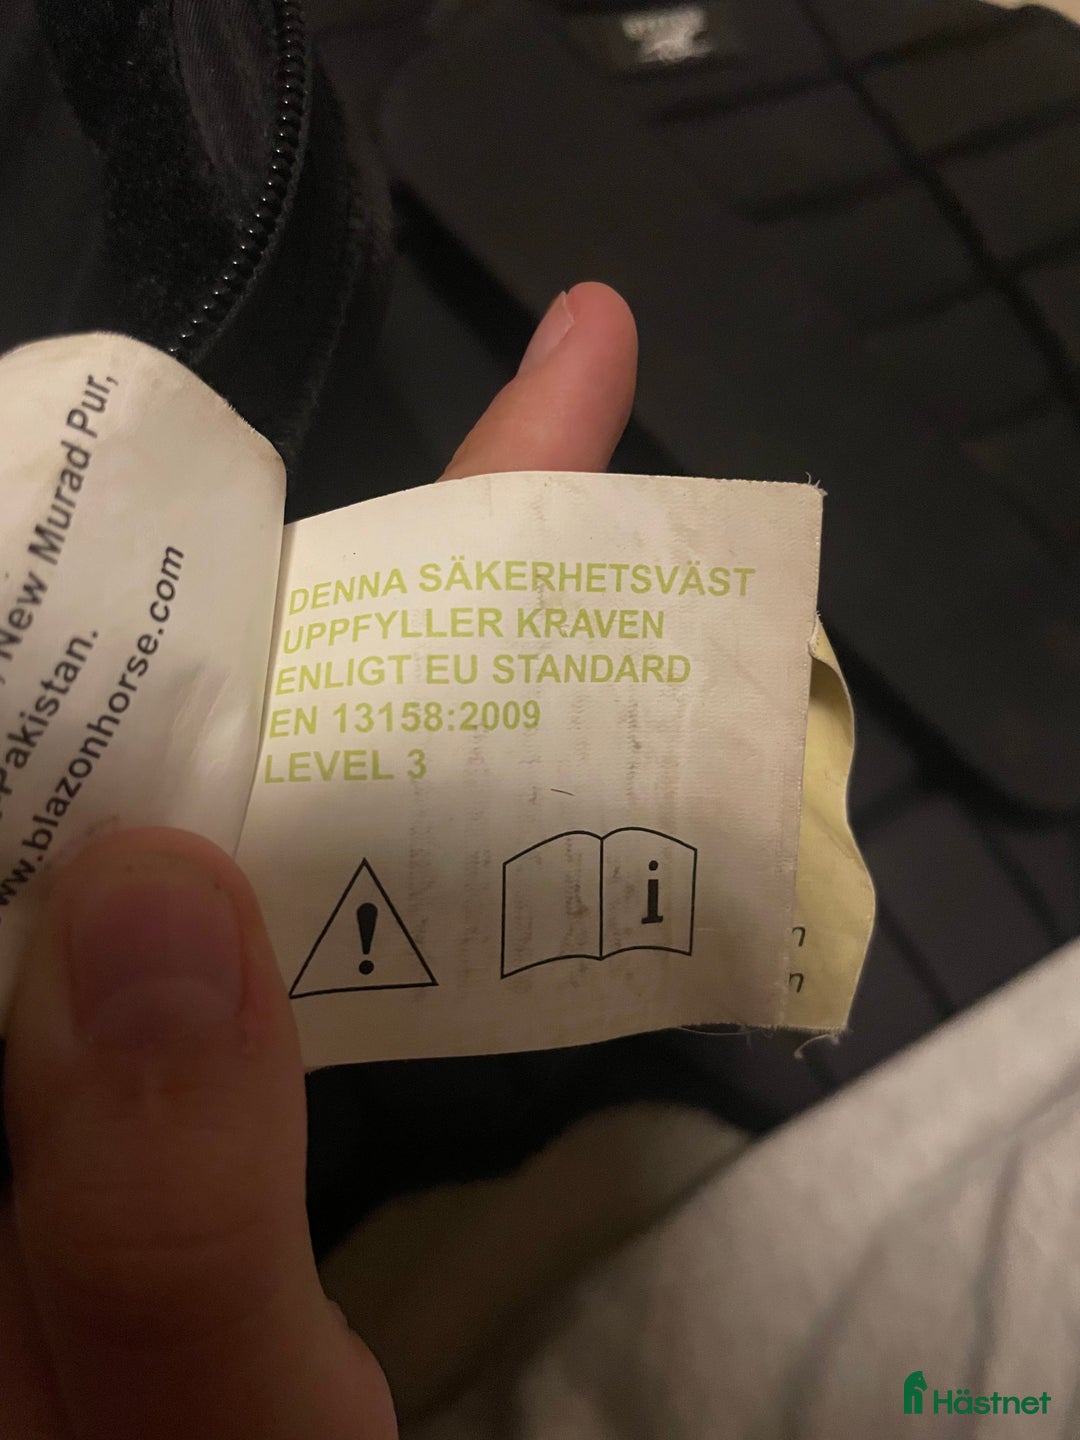 New Murad Pur,
Pakistan.
www.blazonhorse.com
DENNA SÄKERHETSVÄST
UPPFYLLER KRAVEN
ENLIGT EU STANDARD
EN 13158:2009
LEVEL 3
i
n
n
Hästnet